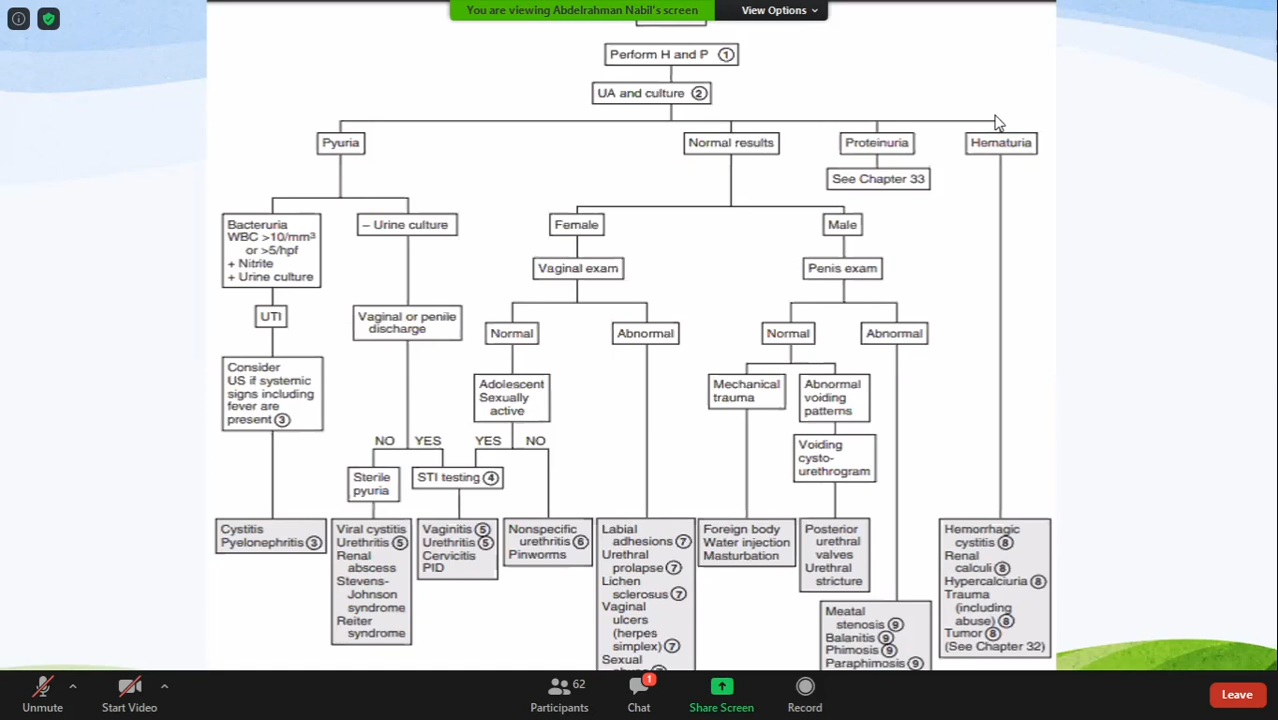 You are viewing Abdelrahman Nabil's screen
View Options
Perform H and P 1
UA and culture 2
Pyuria
Normal results
Proteinuria
Hematuria
See Chapter 33
Bacteruria
WBC >10/mm³
or >5/hpf
+ Nitrite
+ Urine culture
– Urine culture
Female
Male
Vaginal exam
Penis exam
UTI
Vaginal or penile
discharge
Normal
Abnormal
Normal
Abnormal
Consider
US if systemic
signs including
fever are
present 3
Adolescent
Sexually
active
Mechanical
trauma
Abnormal
voiding
patterns
NO
YES
YES
NO
Voiding
cysto-
urethrogram
Sterile
pyuria
STI testing 4
Cystitis
Pyelonephritis 3
Viral cystitis
Urethritis 5
Renal
abscess
Stevens-
Johnson
syndrome
Reiter
syndrome
Vaginitis 5
Urethritis 5
Cervicitis
PID
Nonspecific
urethritis 6
Pinworms
Labial
adhesions 7
Urethral
prolapse 7
Lichen
sclerosus 7
Vaginal
ulcers
(herpes
simplex) 7
Sexual
Foreign body
Water injection
Masturbation
Posterior
urethral
valves
Urethral
stricture
Meatal
stenosis 9
Balanitis 9
Phimosis 9
Paraphimosis 9
Hemorrhagic
cystitis 8
Renal
calculi 8
Hypercalciuria 8
Trauma
(including
abuse) 8
Tumor 8
(See Chapter 32)
Unmute
Start Video
62
Participants
1
Chat
Share Screen
Record
Leave